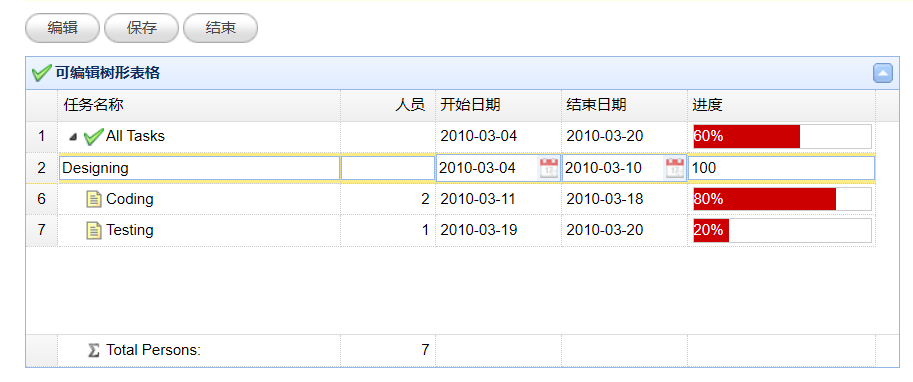 编辑 保存 结束
可编辑树形表格
任务名称 人员 开始日期 结束日期 进度
1 All Tasks 2010-03-04 2010-03-20 60%
2 Designing 2010-03-04 2010-03-10 100
6 Coding 2 2010-03-11 2010-03-18 80%
7 Testing 1 2010-03-19 2010-03-20 20%
Σ Total Persons: 7